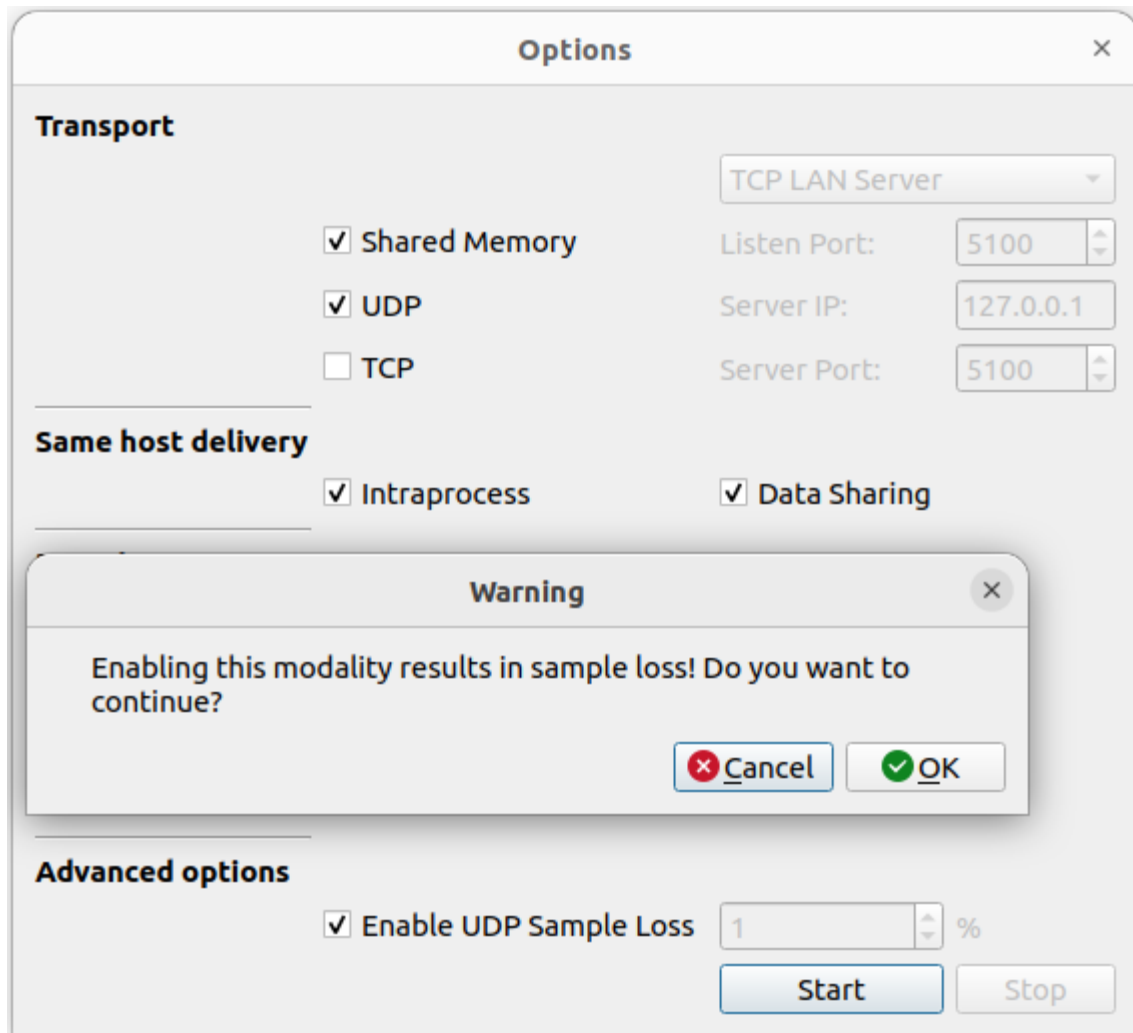 Options
Transport
TCP LAN Server
Shared Memory
Listen Port: 5100
UDP
Server IP: 127.0.0.1
TCP
Server Port: 5100
Same host delivery
Intraprocess
Data Sharing
Warning
Enabling this modality results in sample loss! Do you want to
continue?
Cancel
OK
Advanced options
Enable UDP Sample Loss
1 %
Start
Stop